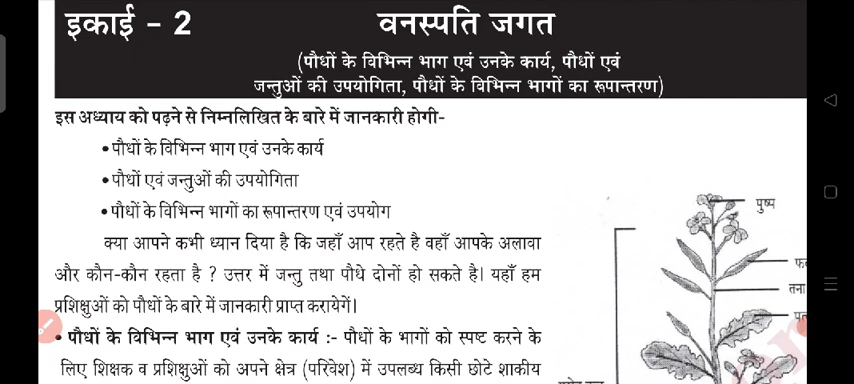 इकाई - 2
वनस्पति जगत
(पौधों के विभिन्न भाग एवं उनके कार्य, पौधों एवं
जन्तुओं की उपयोगिता, पौधों के विभिन्न भागों का रूपान्तरण)
इस अध्याय को पढ़ने से निम्नलिखित के बारे में जानकारी होगी-
• पौधों के विभिन्न भाग एवं उनके कार्य
• पौधों एवं जन्तुओं की उपयोगिता
• पौधों के विभिन्न भागों का रूपान्तरण एवं उपयोग
क्या आपने कभी ध्यान दिया है कि जहाँ आप रहते है वहाँ आपके अलावा
और कौन-कौन रहता है ? उत्तर में जन्तु तथा पौधे दोनों हो सकते है। यहाँ हम
प्रशिक्षुओं को पौधों के बारे में जानकारी प्राप्त करायेगें।
• पौधों के विभिन्न भाग एवं उनके कार्य :- पौधों के भागों को स्पष्ट करने के
लिए शिक्षक व प्रशिक्षुओं को अपने क्षेत्र (परिवेश) में उपलब्ध किसी छोटे शाकीय
पुष्प
तना